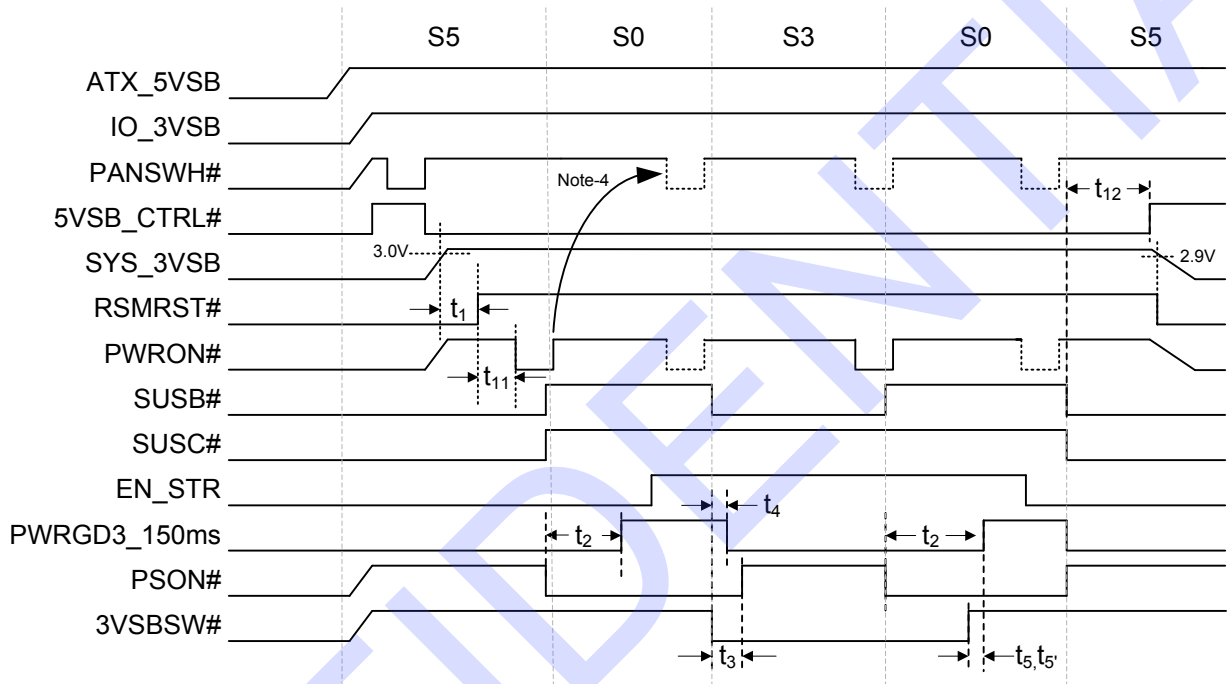 S5 S0 S3 S0 S5
ATX_5VSB
IO_3VSB
PANSWH#
Note-4
5VSB_CTRL#
t12
3.0V
SYS_3VSB
2.9V
RSMRST#
t1
PWRON#
t11
SUSB#
SUSC#
EN_STR
t4
PWRGD3_150ms
t2 t2
PSON#
3VSBSW#
t3 t5,t5'
FIDENTIA